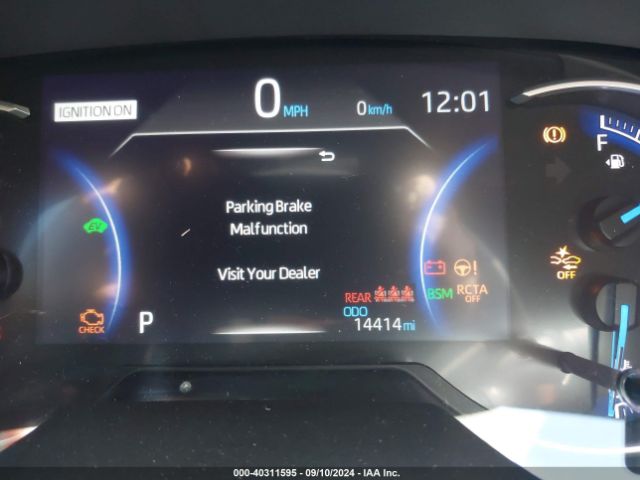 IGNITION ON
0 MPH
0 km/h
12:01
F
Parking Brake
Malfunction
EV
Visit Your Dealer
OFF
REAR
BSM
RCTA
OFF
ODO
CHECK
P
14414 mi
000-40311595 - 09/10/2024 - IAA Inc.